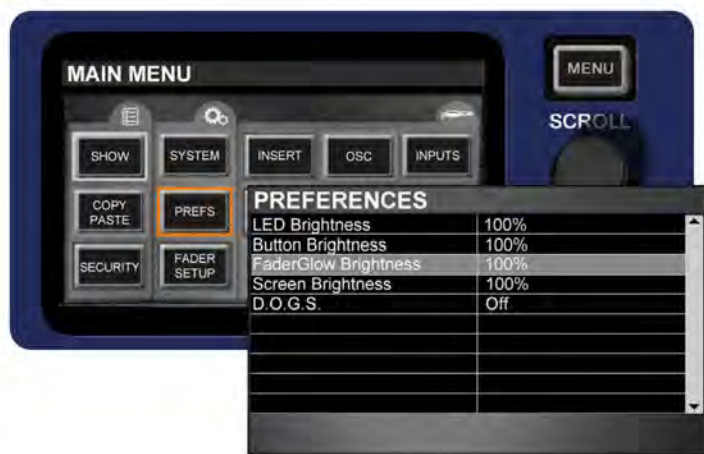 MAIN MENU
MENU
SCROLL
SHOW
SYSTEM
INSERT
OSC
INPUTS
COPY
PASTE
PREFS
SECURITY
FADER
SETUP
PREFERENCES
LED Brightness 100%
Button Brightness 100%
FaderGlow Brightness 100%
Screen Brightness 100%
D.O.G.S. Off